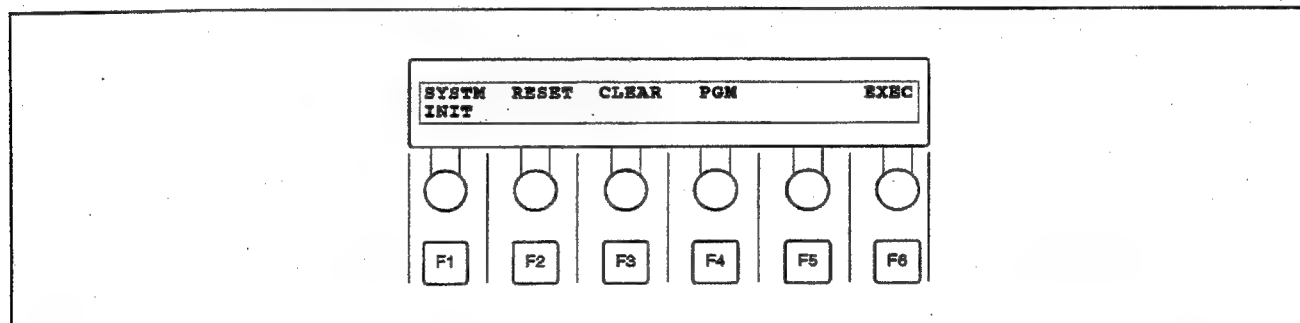 SYSTM RESET CLEAR PGM EXEC
INIT
F1 F2 F3 F4 F5 F6